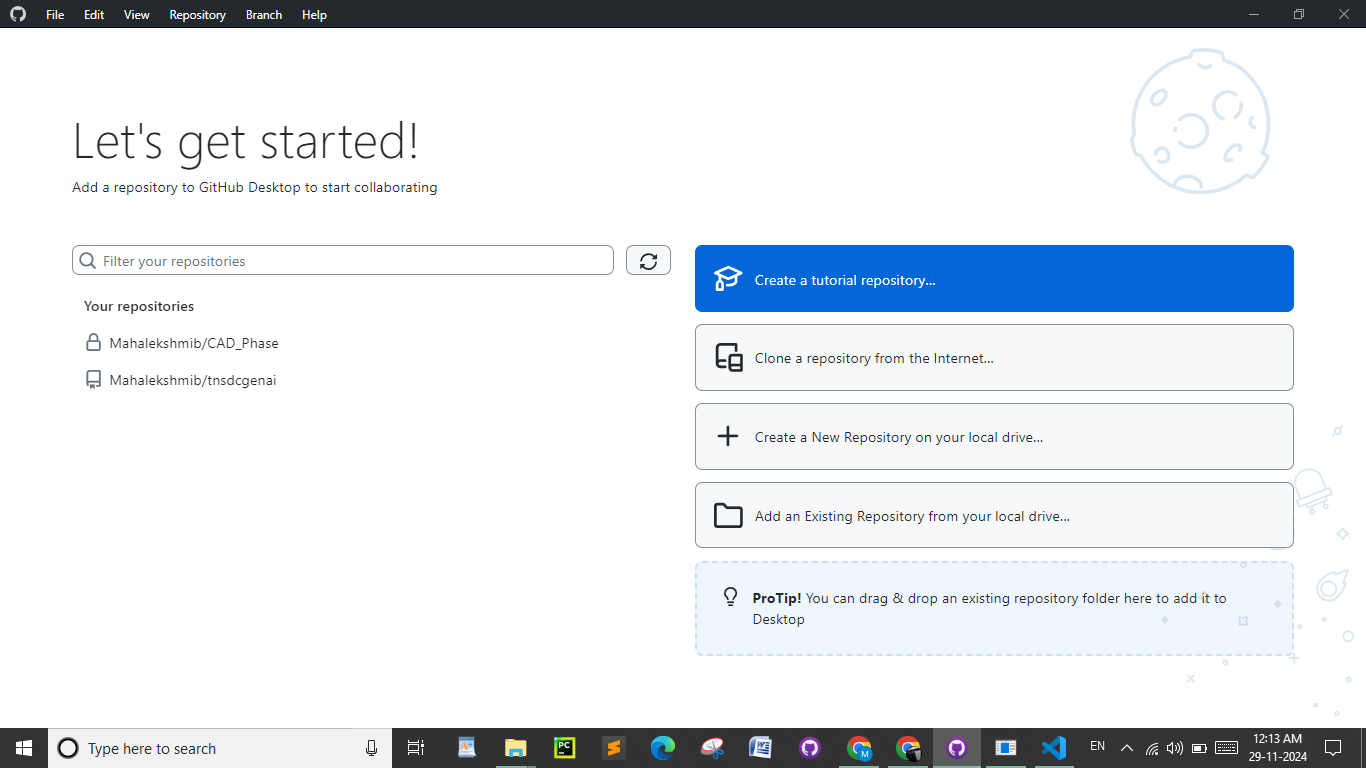 File Edit View Repository Branch Help
Let's get started!
Add a repository to GitHub Desktop to start collaborating
Filter your repositories
Your repositories
Mahalekshmib/CAD_Phase
Mahalekshmib/tnsdcgenai
Create a tutorial repository...
Clone a repository from the Internet...
Create a New Repository on your local drive...
Add an Existing Repository from your local drive...
ProTip! You can drag & drop an existing repository folder here to add it to
Desktop
Type here to search
PC
W
M
EN
12:13 AM
29-11-2024